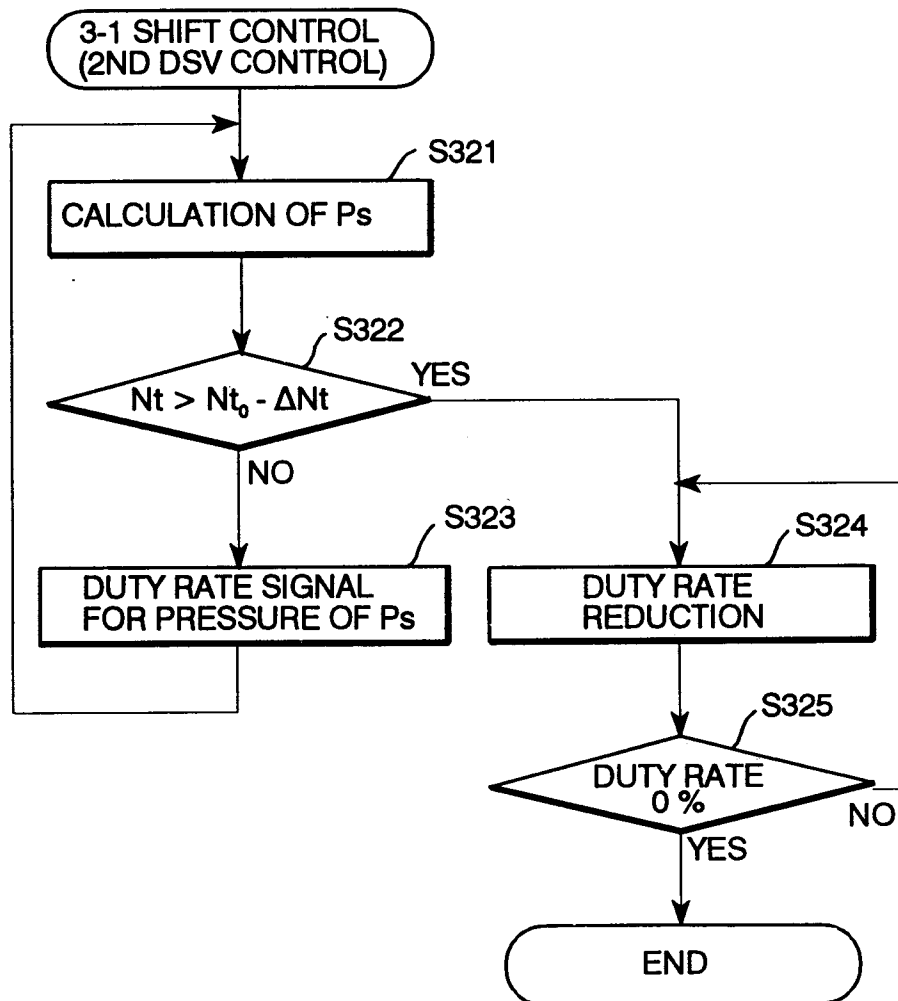 3-1 SHIFT CONTROL
(2ND DSV CONTROL)
S321
CALCULATION OF Ps
S322
YES
Nt > Nt₀ - ΔNt
NO
S323
DUTY RATE SIGNAL
FOR PRESSURE OF Ps
S324
DUTY RATE
REDUCTION
S325
DUTY RATE
0 %
NO
YES
END